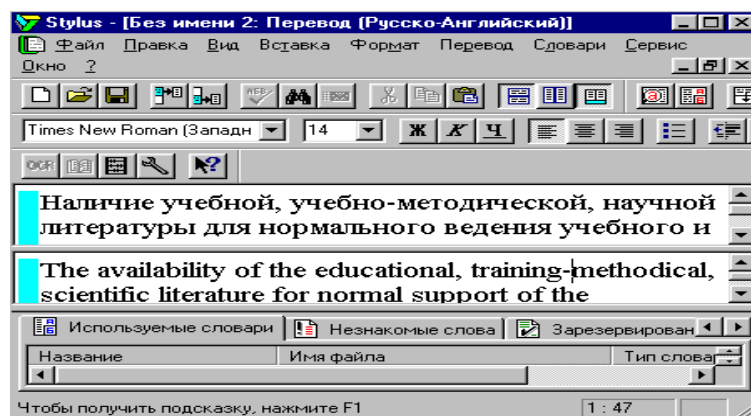 Stylus - [Без имени 2: Перевод (Русско-Английский)]
Файл Правка Вид Вставка Формат Перевод Словари Сервис
Окно ?
Times New Roman (Западн 14 Ж К Ч
OCR
Наличие учебной, учебно-методической, научной
литературы для нормального ведения учебного и
The availability of the educational, training-methodical,
scientific literature for normal support of the
Используемые словари Незнакомые слова Зарезервирован
Название Имя файла Тип словар
Чтобы получить подсказку, нажмите F1 1 : 47